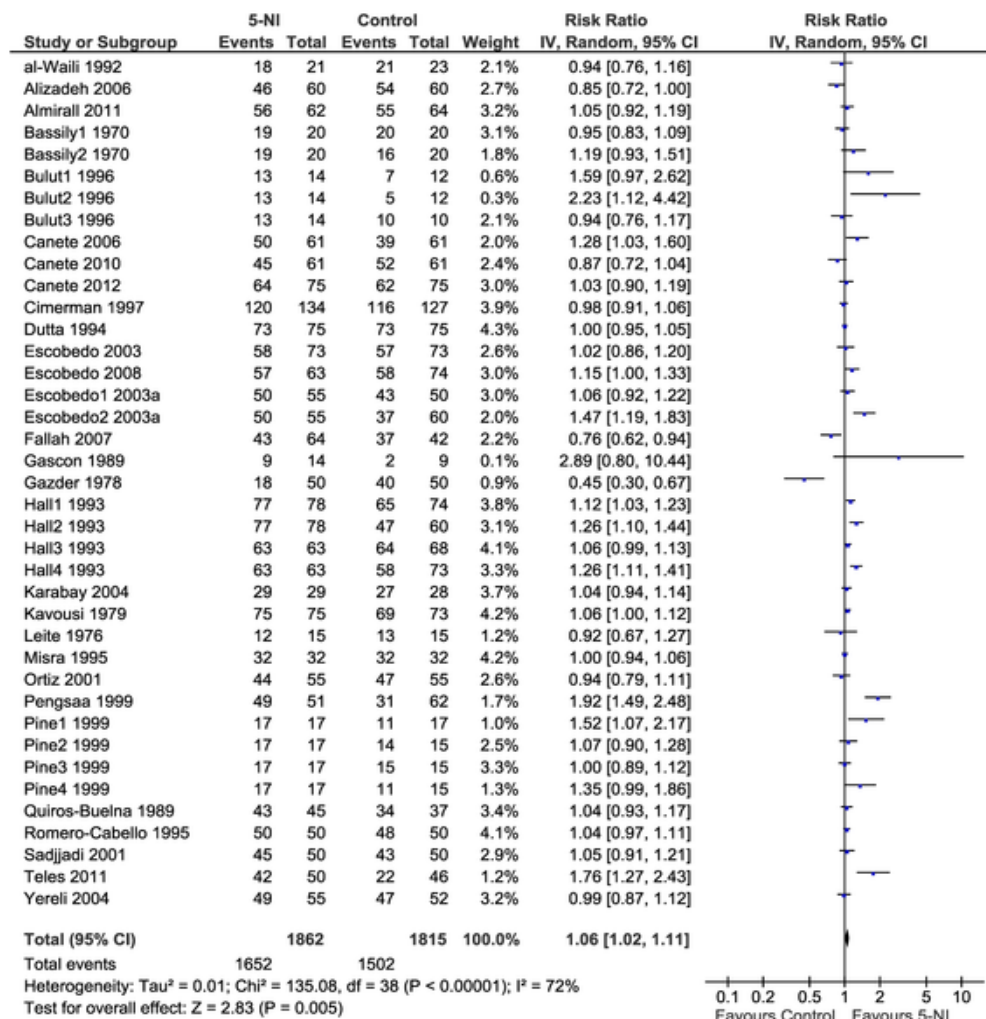 5-NI Control Risk Ratio Risk Ratio
Study or Subgroup Events Total Events Total Weight IV, Random, 95% CI IV, Random, 95% CI
al-Waili 1992 18 21 21 23 2.1% 0.94 [0.76, 1.16]
Alizadeh 2006 46 60 54 60 2.7% 0.85 [0.72, 1.00]
Almirall 2011 56 62 55 64 3.2% 1.05 [0.92, 1.19]
Bassily1 1970 19 20 20 20 3.1% 0.95 [0.83, 1.09]
Bassily2 1970 19 20 16 20 1.8% 1.19 [0.93, 1.51]
Bulut1 1996 13 14 7 12 0.6% 1.59 [0.97, 2.62]
Bulut2 1996 13 14 5 12 0.3% 2.23 [1.12, 4.42]
Bulut3 1996 13 14 10 10 2.1% 0.94 [0.76, 1.17]
Canete 2006 50 61 39 61 2.0% 1.28 [1.03, 1.60]
Canete 2010 45 61 52 61 2.4% 0.87 [0.72, 1.04]
Canete 2012 64 75 62 75 3.0% 1.03 [0.90, 1.19]
Cimerman 1997 120 134 116 127 3.9% 0.98 [0.91, 1.06]
Dutta 1994 73 75 73 75 4.3% 1.00 [0.95, 1.05]
Escobedo 2003 58 73 57 73 2.6% 1.02 [0.86, 1.20]
Escobedo 2008 57 63 58 74 3.0% 1.15 [1.00, 1.33]
Escobedo1 2003a 50 55 43 50 3.0% 1.06 [0.92, 1.22]
Escobedo2 2003a 50 55 37 60 2.0% 1.47 [1.19, 1.83]
Fallah 2007 43 64 37 42 2.2% 0.76 [0.62, 0.94]
Gascon 1989 9 14 2 9 0.1% 2.89 [0.80, 10.44]
Gazder 1978 18 50 40 50 0.9% 0.45 [0.30, 0.67]
Hall1 1993 77 78 65 74 3.8% 1.12 [1.03, 1.23]
Hall2 1993 77 78 47 60 3.1% 1.26 [1.10, 1.44]
Hall3 1993 63 63 64 68 4.1% 1.06 [0.99, 1.13]
Hall4 1993 63 63 58 73 3.3% 1.26 [1.11, 1.41]
Karabay 2004 29 29 27 28 3.7% 1.04 [0.94, 1.14]
Kavousi 1979 75 75 69 73 4.2% 1.06 [1.00, 1.12]
Leite 1976 12 15 13 15 1.2% 0.92 [0.67, 1.27]
Misra 1995 32 32 32 32 4.2% 1.00 [0.94, 1.06]
Ortiz 2001 44 55 47 55 2.6% 0.94 [0.79, 1.11]
Pengsaa 1999 49 51 31 62 1.7% 1.92 [1.49, 2.48]
Pine1 1999 17 17 11 17 1.0% 1.52 [1.07, 2.17]
Pine2 1999 17 17 14 15 2.5% 1.07 [0.90, 1.28]
Pine3 1999 17 17 15 15 3.3% 1.00 [0.89, 1.12]
Pine4 1999 17 17 11 15 1.3% 1.35 [0.99, 1.86]
Quiros-Buelna 1989 43 45 34 37 3.4% 1.04 [0.93, 1.17]
Romero-Cabello 1995 50 50 48 50 4.1% 1.04 [0.97, 1.11]
Sadjjadi 2001 45 50 43 50 2.9% 1.05 [0.91, 1.21]
Teles 2011 42 50 22 46 1.2% 1.76 [1.27, 2.43]
Yereli 2004 49 55 47 52 3.2% 0.99 [0.87, 1.12]
Total (95% CI) 1862 1815 100.0% 1.06 [1.02, 1.11]
Total events 1652 1502
Heterogeneity: Tau² = 0.01; Chi² = 135.08, df = 38 (P < 0.00001); I² = 72%
Test for overall effect: Z = 2.83 (P = 0.005)
0.1 0.2 0.5 1 2 5 10
Favours Control Favours 5-NI